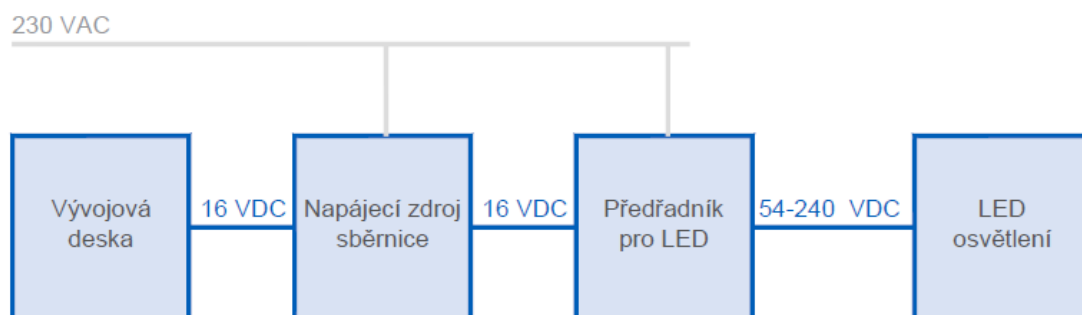 230 VAC
Vývojová
deska
16 VDC
Napájecí zdroj
sběrnice
16 VDC
Předřadník
pro LED
54-240 VDC
LED
osvětlení